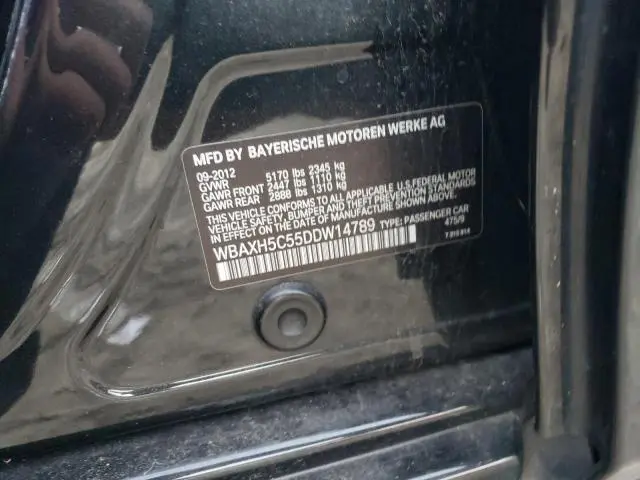 MFD BY BAYERISCHE MOTOREN WERKE AG
09-2012
GVWR 5170 lbs 2345 kg
GAWR FRONT 2447 lbs 1110 kg
GAWR REAR 2888 lbs 1310 kg
THIS VEHICLE CONFORMS TO ALL APPLICABLE U.S. FEDERAL MOTOR
VEHICLE SAFETY, BUMPER, AND THEFT PREVENTION STANDARDS
IN EFFECT ON THE DATE OF MANUFACTURE SHOWN ABOVE.
WBAXH5C55DDW14789 TYPE: PASSENGER CAR
475/9